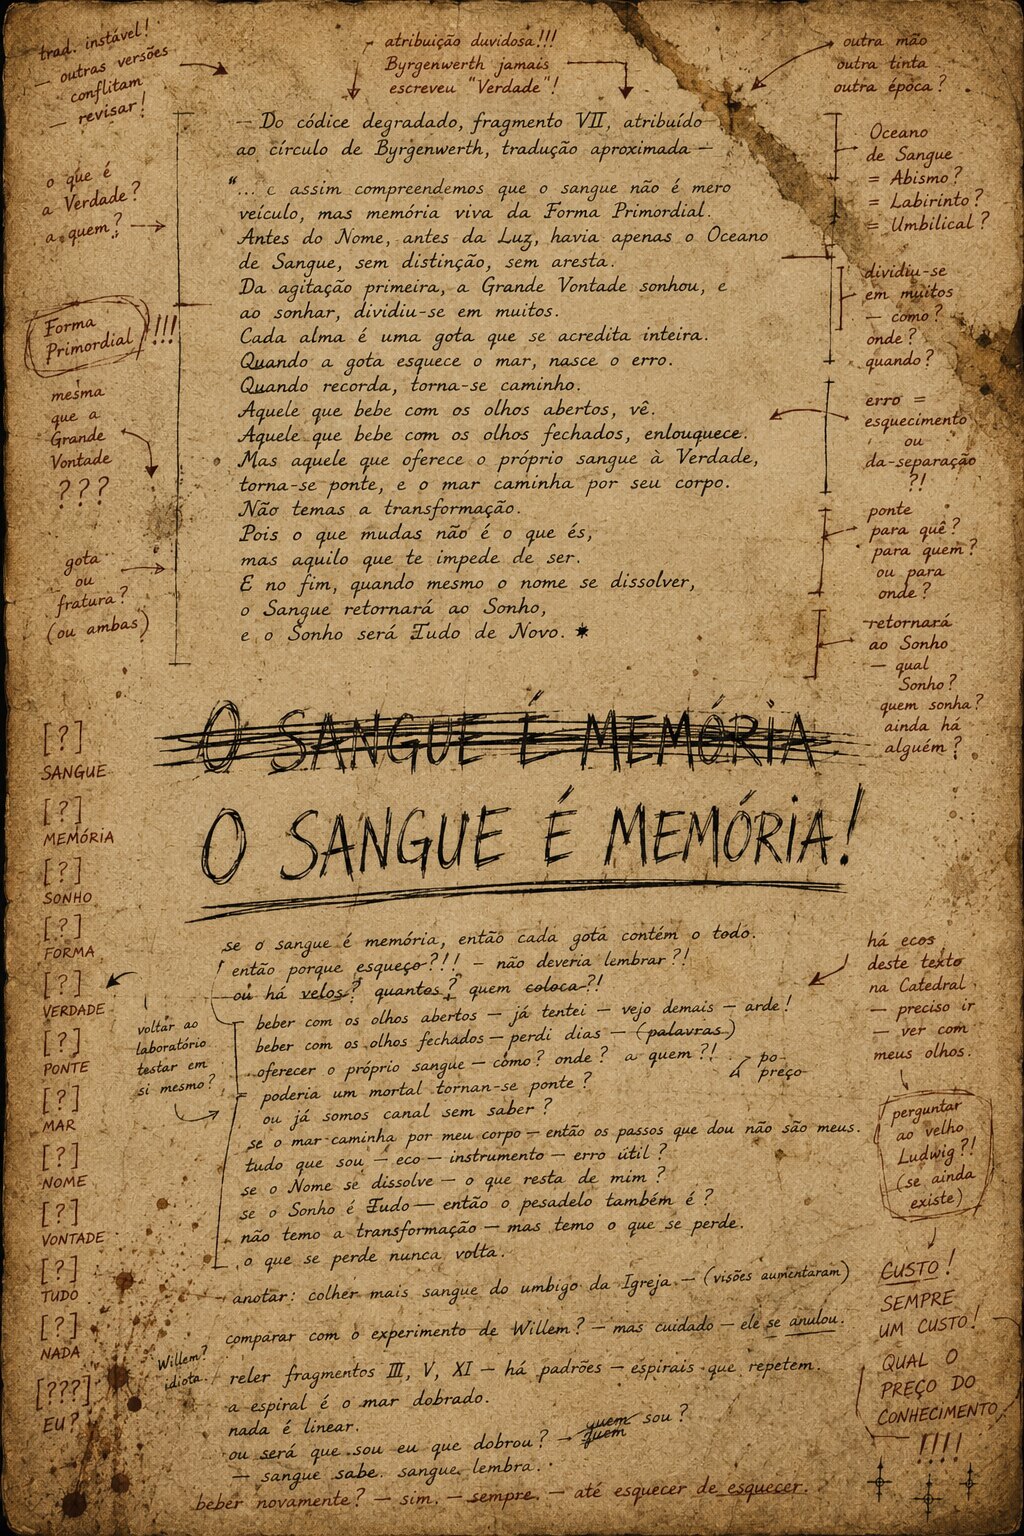 trad. instável!
— outras versões
conflitam
— revisar!
atribuição duvidosa!!!
Byrgenwerth jamais
escreveu "Verdade"!
outra mão
outra tinta
outra época?
— Do códice degradado, fragmento VII, atribuído
ao círculo de Byrgenwerth, tradução aproximada —
"... e assim compreendemos que o sangue não é mero
veículo, mas memória viva da Forma Primordial.
Antes do Nome, antes da Luz, havia apenas o Oceano
de Sangue, sem distinção, sem aresta.
Da agitação primeira, a Grande Vontade sonhou, e
ao sonhar, dividiu-se em muitos.
Cada alma é uma gota que se acredita inteira.
Quando a gota esquece o mar, nasce o erro.
Quando recorda, torna-se caminho.
Aquele que bebe com os olhos abertos, vê.
Aquele que bebe com os olhos fechados, enlouquece.
Mas aquele que oferece o próprio sangue à Verdade,
torna-se ponte, e o mar caminha por seu corpo.
Não temas a transformação.
Pois o que mudas não é o que és,
mas aquilo que te impede de ser.
E no fim, quando mesmo o nome se dissolver,
o Sangue retornará ao Sonho,
e o Sonho será Tudo de Novo.
o que é
a Verdade?
a quem?
Forma
Primordial
!!!
mesma
que a
Grande
Vontade
???
gota
ou
fratura?
(ou ambas)
Oceano
de Sangue
= Abismo?
= Labirinto?
= Umbilical?
dividiu-se
em muitos
— como?
onde?
quando?
erro =
esquecimento
ou
da-separação
?!
ponte
para quê?
para quem?
ou para
onde?
retornará
ao Sonho
— qual
Sonho?
quem sonha?
ainda há
alguém?
O SANGUE É MEMÓRIA
O SANGUE É MEMÓRIA!
[?]
SANGUE
[?]
MEMÓRIA
[?]
SONHO
[?]
FORMA
[?]
VERDADE
[?]
PONTE
[?]
MAR
[?]
NOME
[?]
VONTADE
[?]
TUDO
[?]
NADA
[???]
EU?
voltar ao
laboratório
testar em
si mesmo?
Willem?
idiota
se o sangue é memória, então cada gota contém o todo.
então porque esqueço?!! — não deveria lembrar?!
ou há velos? quantos? quem coloca?!
beber com os olhos abertos — já tentei — vejo demais — arde!
beber com os olhos fechados — perdi dias — (palavras)
oferecer o próprio sangue — cómo? onde? a quem?!
po-
preço
poderia um mortal tornan-se ponte?
ou já somos canal sem saber?
se o mar caminha por meu corpo — então os passos que dou não são meus.
tudo que sou — eco — instrumento — erro útil?
se o Nome se dissolve — o que resta de mim?
se o Sonho é Tudo — então o pesadelo também é?
não temo a transformação — mas temo o que se perde.
o que se perde nunca volta.
anotar: colher mais sangue do umbigo da Igreja — (visões aumentaram)
comparar com o experimento de Willem? — mas cuidado — ele se anulou.
reler fragmentos III, V, XI — há padrões — espirais que repetem.
a espiral é o mar dobrado.
nada é linear.
ou será que sou eu que dobrou? — quem sou?
quem
— sangue sabe. sangue lembra.
beber novamente? — sim. — sempre. — até esquecer de esquecer.
há ecos
deste texto
na Catedral
— preciso ir
— ver com
meus olhos.
perguntar
ao velho
Ludwig?!
(se ainda
existe)
CUSTO!
SEMPRE
UM CUSTO!
QUAL O
PREÇO DO
CONHECIMENTO
!!!!